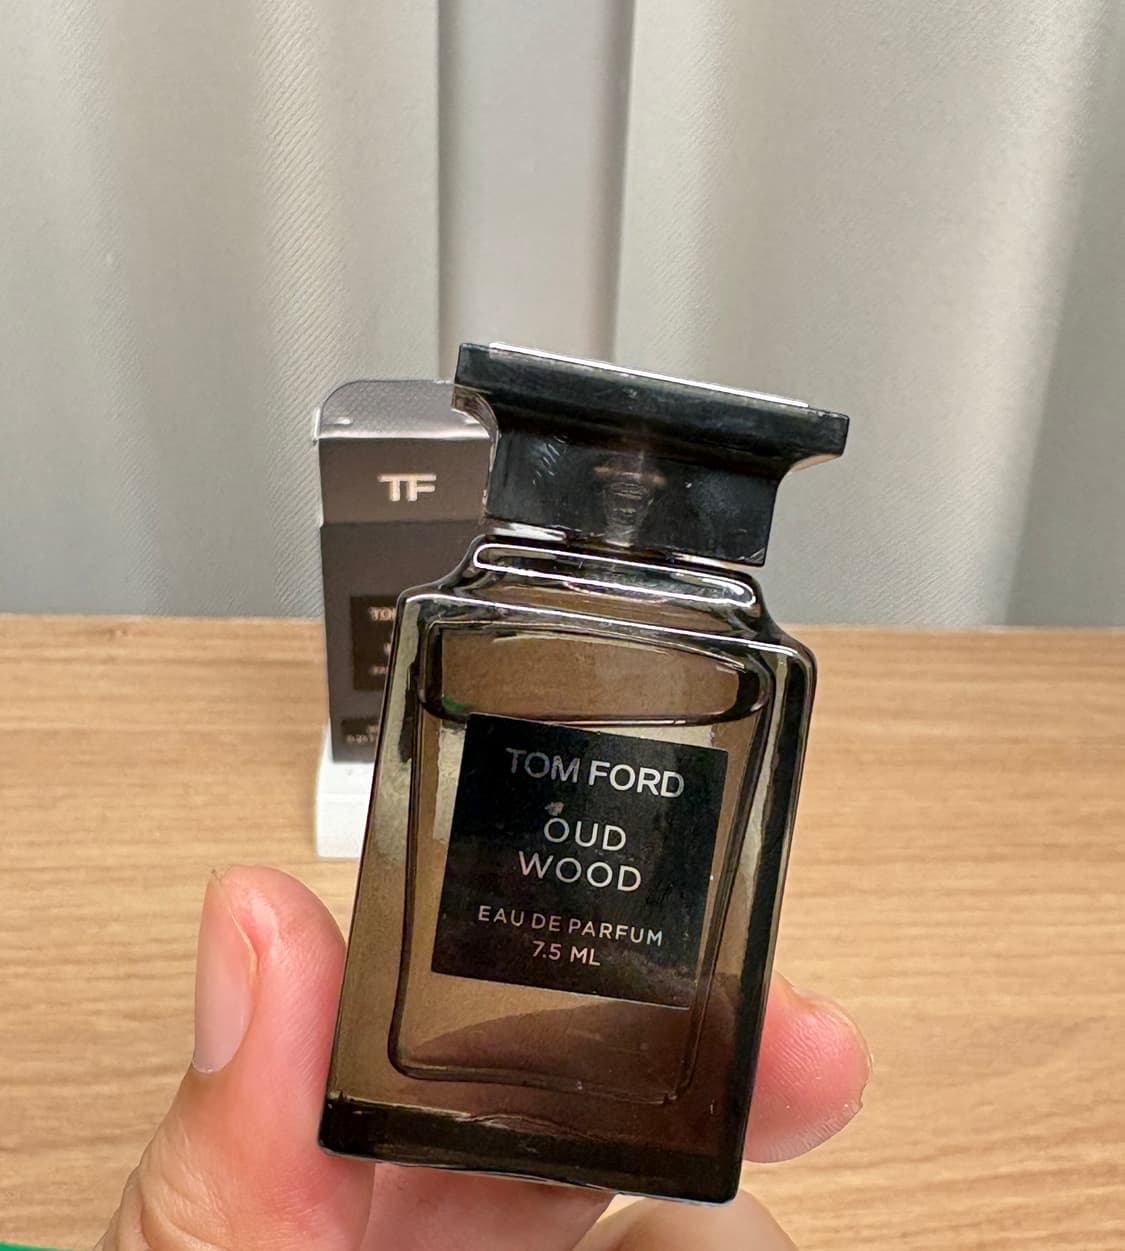 TF
TOM FORD
OUD
WOOD
EAU DE PARFUM
7.5 ML